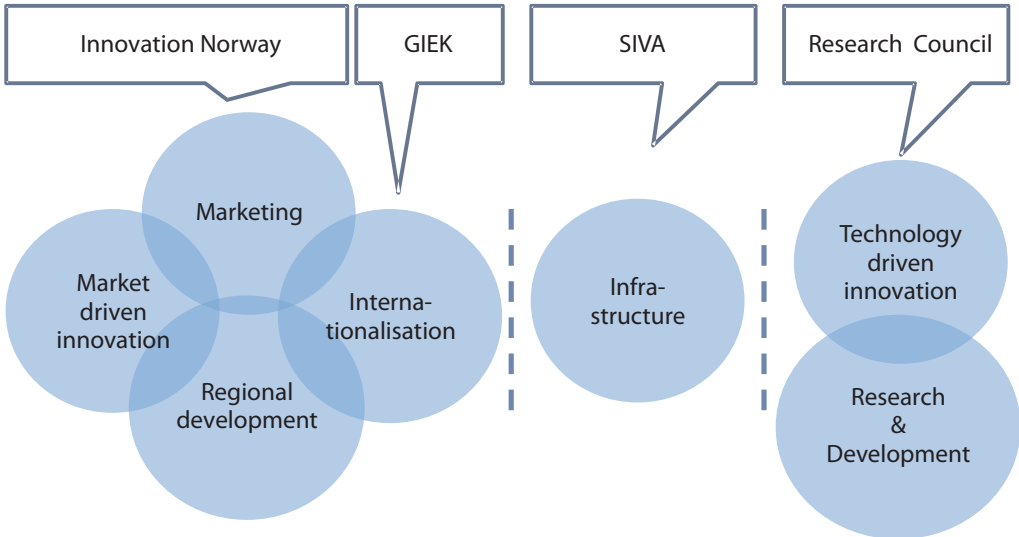 Innovation Norway
GIEK
SIVA
Research Council
Marketing
Market
driven
innovation
Interna-
tionalisation
Regional
development
Infra-
structure
Technology
driven
innovation
Research
&
Development